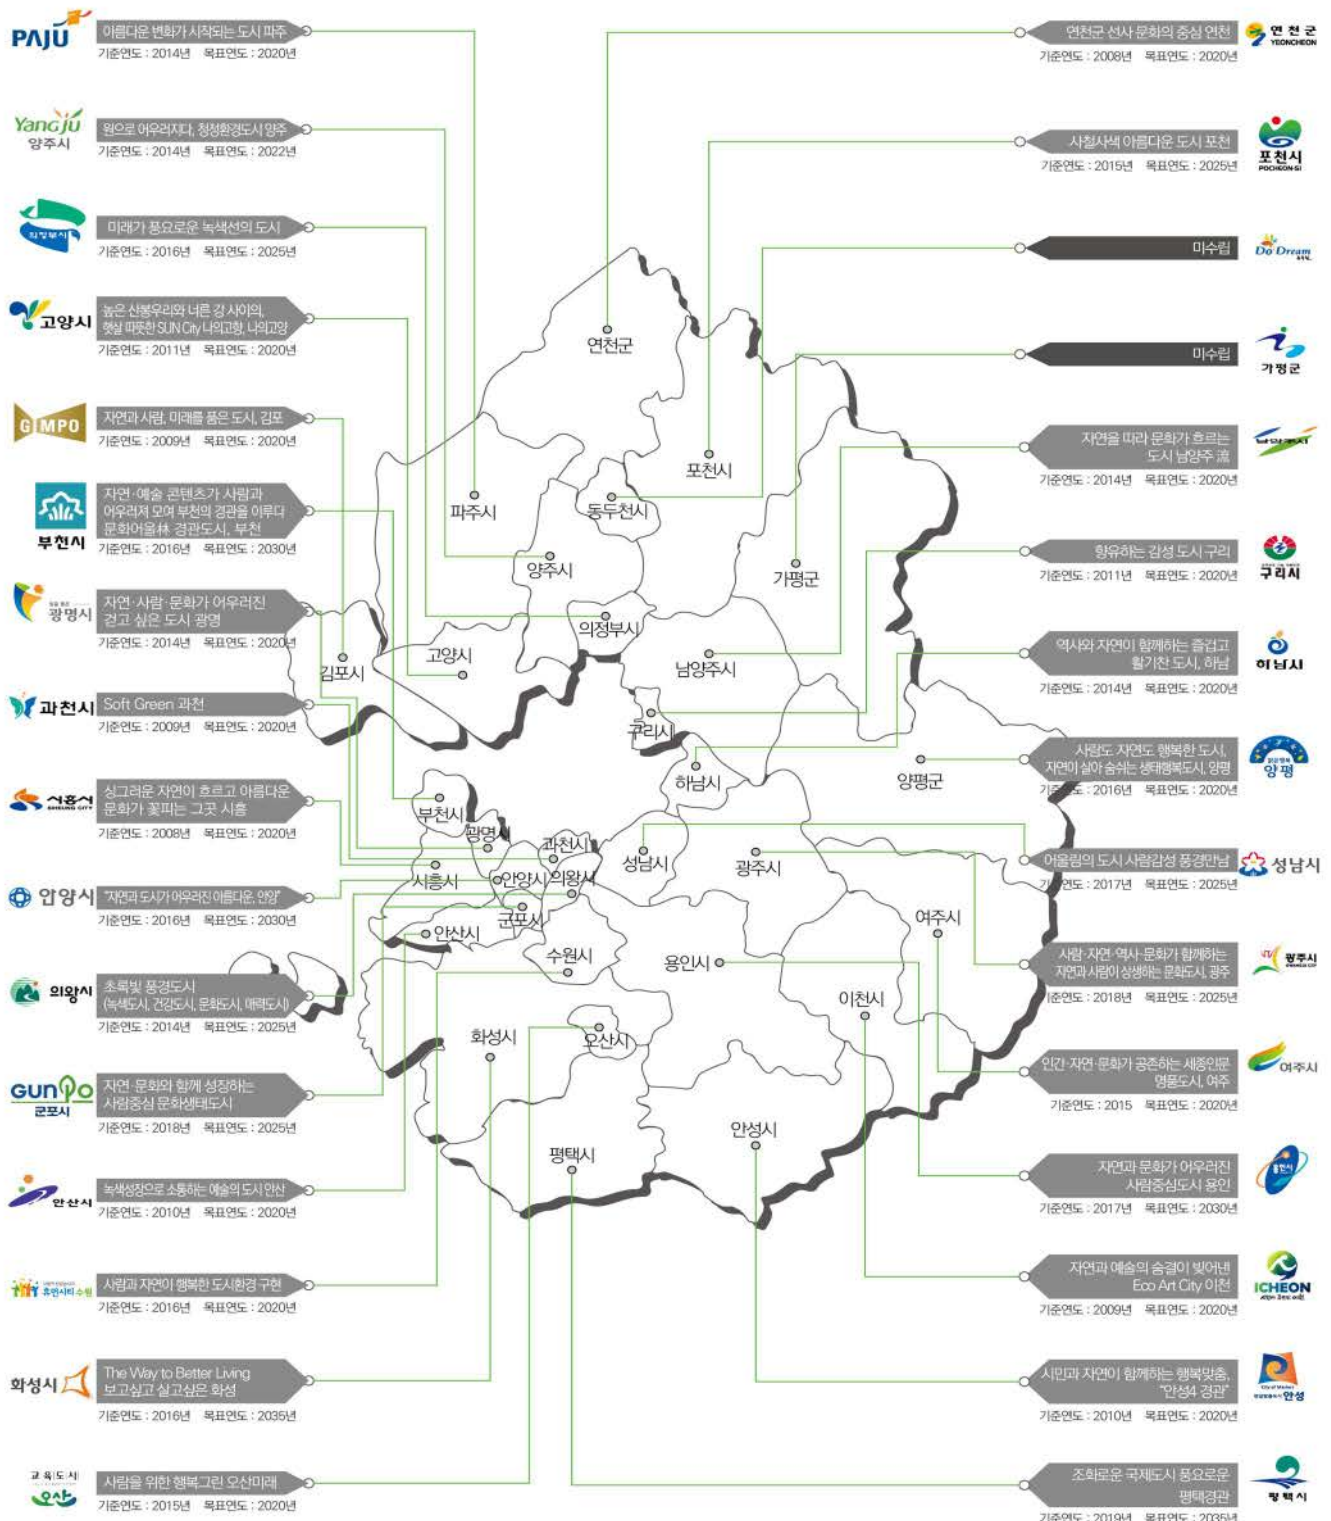 PAJU
아름다운 변화가 시작되는 도시 파주
기준연도 : 2014년 목표연도 : 2020년
Yangju
양주시
원으로 어우러지다, 청정환경도시 양주
기준연도 : 2014년 목표연도 : 2022년
의정부시
미래가 풍요로운 녹색선의 도시
기준연도 : 2016년 목표연도 : 2025년
고양시
높은 산봉우리와 너른 강 사이의,
햇살 따뜻한 SUN City 나의고향, 나의고양
기준연도 : 2011년 목표연도 : 2020년
GIMPO
자연과 사람, 미래를 품은 도시, 김포
기준연도 : 2009년 목표연도 : 2020년
부천시
자연·예술 콘텐츠가 사람과
어우러져 모여 부천의 경관을 이루다
문화어울林 경관도시, 부천
기준연도 : 2016년 목표연도 : 2030년
광명시
자연·사람·문화가 어우러진
걷고 싶은 도시 광명
기준연도 : 2014년 목표연도 : 2020년
과천시
Soft Green 과천
기준연도 : 2009년 목표연도 : 2020년
시흥시
SIHEUNG CITY
싱그러운 자연이 흐르고 아름다운
문화가 꽃피는 그곳 시흥
기준연도 : 2008년 목표연도 : 2020년
안양시
"자연과 도시가 어우러진 아름다운, 안양"
기준연도 : 2016년 목표연도 : 2030년
의왕시
초록빛 풍경도시
(녹색도시, 건강도시, 문화도시, 매력도시)
기준연도 : 2014년 목표연도 : 2025년
GUNPO
군포시
자연·문화와 함께 성장하는
사람중심 문화생태도시
기준연도 : 2018년 목표연도 : 2025년
안산시
녹색성장으로 소통하는 예술의 도시 안산
기준연도 : 2010년 목표연도 : 2020년
휴먼시티 수원
사람과 자연이 행복한 도시환경 구현
기준연도 : 2016년 목표연도 : 2020년
화성시
The Way to Better Living
보고싶고 살고싶은 화성
기준연도 : 2016년 목표연도 : 2035년
교육도시
오산
사람을 위한 행복그린 오산미래
기준연도 : 2015년 목표연도 : 2020년
연천군
포천시
파주시
동두천시
양주시
가평군
의정부시
고양시
김포시
남양주시
구리시
하남시
양평군
부천시
광명시
과천시
성남시
광주시
시흥시
안양시
의왕시
군포시
안산시
여주시
수원시
용인시
이천시
화성시
오산시
안성시
평택시
연천군 선사 문화의 중심 연천
기준연도 : 2008년 목표연도 : 2020년
연천군
YEONCHEON
사철사색 아름다운 도시 포천
기준연도 : 2015년 목표연도 : 2025년
포천시
POCHEON-SI
미수립
Do Dream
미수립
가평군
자연을 따라 문화가 흐르는
도시 남양주 流
기준연도 : 2014년 목표연도 : 2020년
남양주시
향유하는 감성 도시 구리
기준연도 : 2011년 목표연도 : 2020년
구리시
역사와 자연이 함께하는 즐겁고
활기찬 도시, 하남
기준연도 : 2014년 목표연도 : 2020년
하남시
사람도 자연도 행복한 도시,
자연이 살아 숨쉬는 생태행복도시, 양평
기준연도 : 2016년 목표연도 : 2020년
양평
어울림의 도시 사람감성 풍경만남
기준연도 : 2017년 목표연도 : 2025년
성남시
사람·자연·역사·문화가 함께하는
자연과 사람이 상생하는 문화도시, 광주
기준연도 : 2018년 목표연도 : 2025년
광주시
인간·자연·문화가 공존하는 세종인문
명품도시, 여주
기준연도 : 2015 목표연도 : 2020년
여주시
자연과 문화가 어우러진
사람중심도시 용인
기준연도 : 2017년 목표연도 : 2030년
용인시
자연과 예술의 숨결이 빚어낸
Eco Art City 이천
기준연도 : 2009년 목표연도 : 2020년
ICHEON
시민과 자연이 함께하는 행복맞춤,
"안성4 경관"
기준연도 : 2010년 목표연도 : 2020년
안성
조화로운 국제도시 풍요로운
평택경관
기준연도 : 2019년 목표연도 : 2035년
평택시